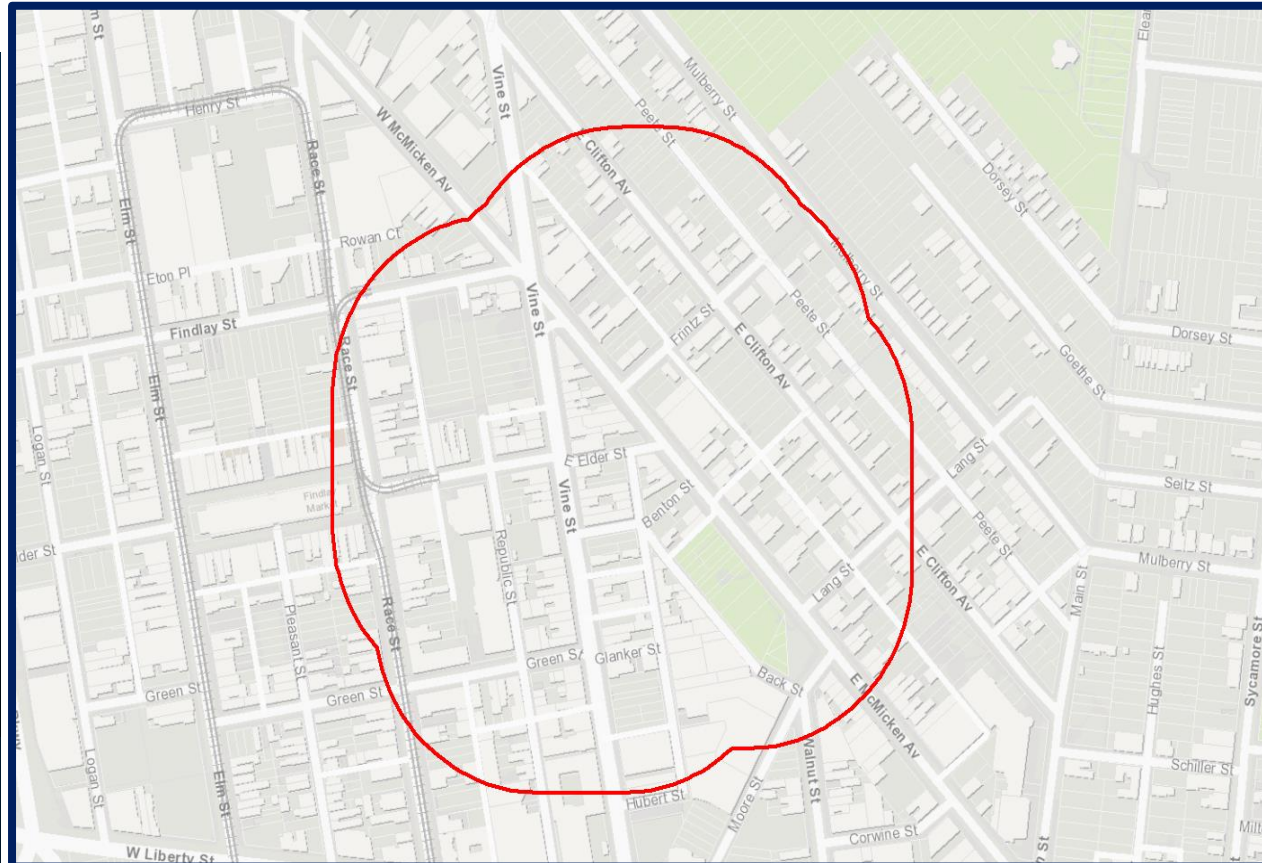 Mulberry St
Vine St
W McMicken Av
Henry St
Peete St
E Clifton Av
Race St
Dorsey St
Elm St
Rowan Ct
Mulberry St
Eton Pl
Vine St
Peete St
Frintz St
E Clifton Av
Findlay St
Dorsey St
Race St
Goethe St
Elm St
Logan St
E Elder St
Lang St
Seitz St
Benton St
Findlay
Market
Vine St
Peete St
Republic St
E Clifton Av
Mulberry St
Lang St
Main St
Race St
Pleasant St
Glanker St
Green St
Back St
Green St
Green St
E McMicken Av
Hughes St
Sycamore St
Logan St
Walnut St
Schiller St
Elm St
Hubert St
Moore St
Corwine St
W Liberty St